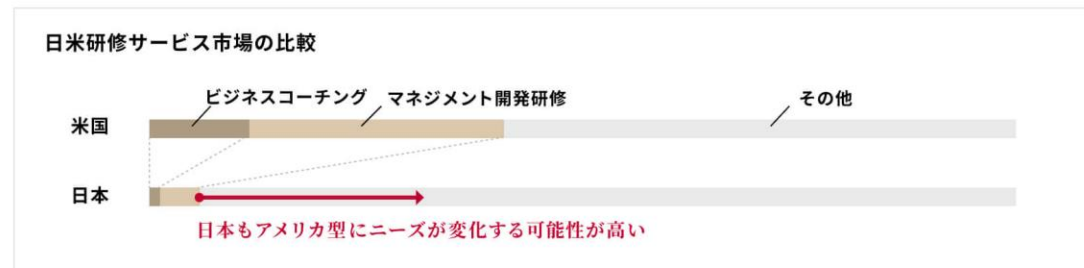 日米研修サービス市場の比較
ビジネスコーチング
マネジメント開発研修
その他
米国
日本
日本もアメリカ型にニーズが変化する可能性が高い